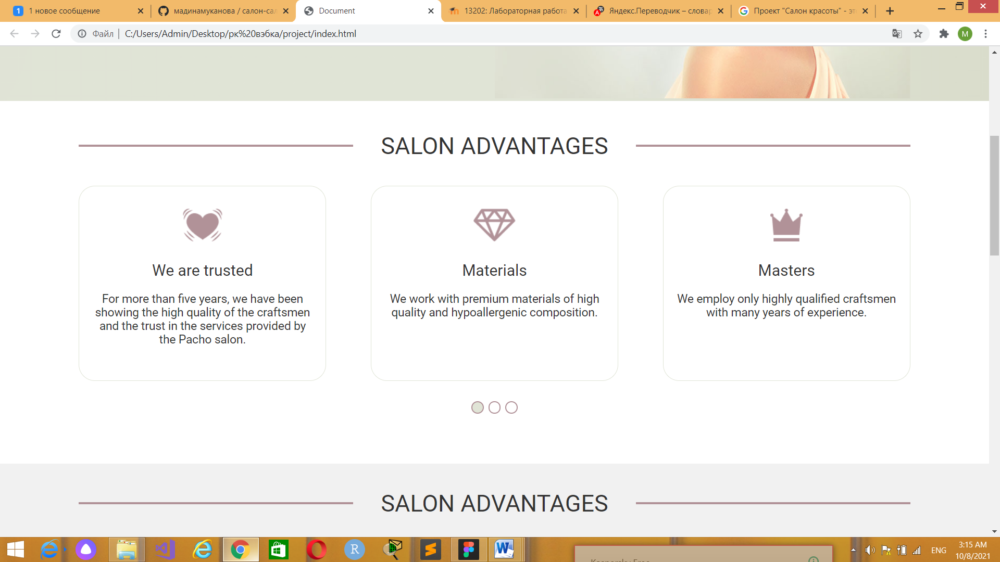 1 новое сообщение
мадинамуканова / салон-сал
Document
13202: Лабораторная работа
Яндекс.Переводчик – словар
Проект "Салон красоты" - эт
Файл
C:/Users/Admin/Desktop/рк%20вэбка/project/index.html
M
SALON ADVANTAGES
We are trusted
For more than five years, we have been
showing the high quality of the craftsmen
and the trust in the services provided by
the Pacho salon.
Materials
We work with premium materials of high
quality and hypoallergenic composition.
Masters
We employ only highly qualified craftsmen
with many years of experience.
SALON ADVANTAGES
ENG
3:15 AM
10/8/2021